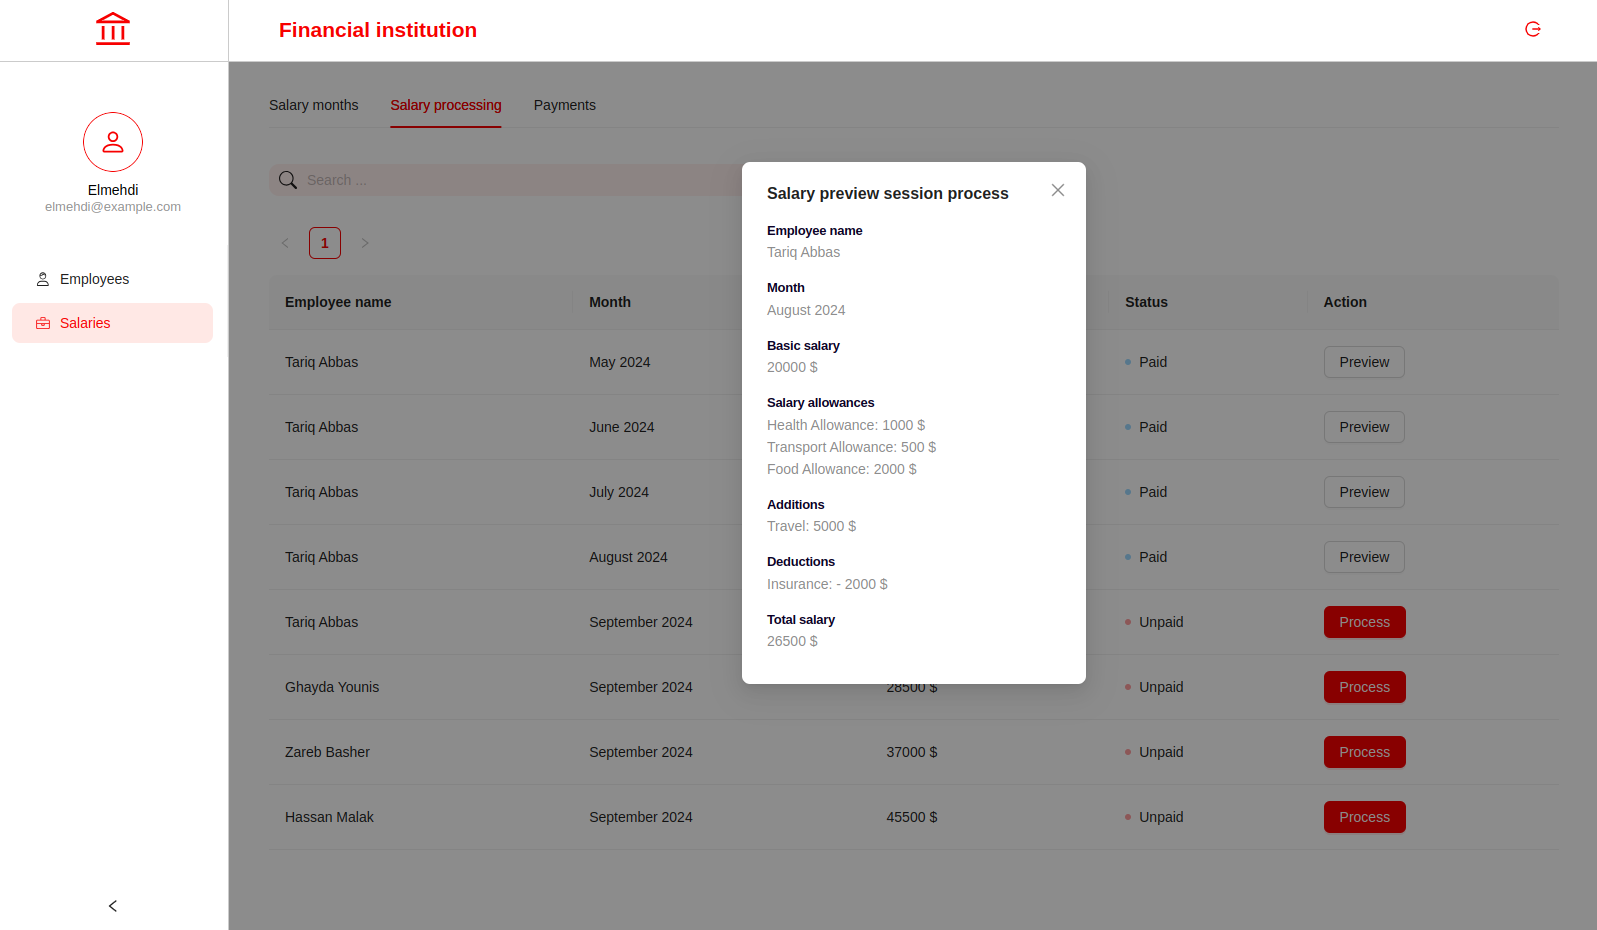 Financial institution
Elmehdi
elmehdi@example.com
Employees
Salaries
Salary months Salary processing Payments
Search ...
1
Employee name Month Status Action
Tariq Abbas May 2024 Paid Preview
Tariq Abbas June 2024 Paid Preview
Tariq Abbas July 2024 Paid Preview
Tariq Abbas August 2024 Paid Preview
Tariq Abbas September 2024 Unpaid Process
Ghayda Younis September 2024 28500 $ Unpaid Process
Zareb Basher September 2024 37000 $ Unpaid Process
Hassan Malak September 2024 45500 $ Unpaid Process
Salary preview session process
Employee name
Tariq Abbas
Month
August 2024
Basic salary
20000 $
Salary allowances
Health Allowance: 1000 $
Transport Allowance: 500 $
Food Allowance: 2000 $
Additions
Travel: 5000 $
Deductions
Insurance: - 2000 $
Total salary
26500 $